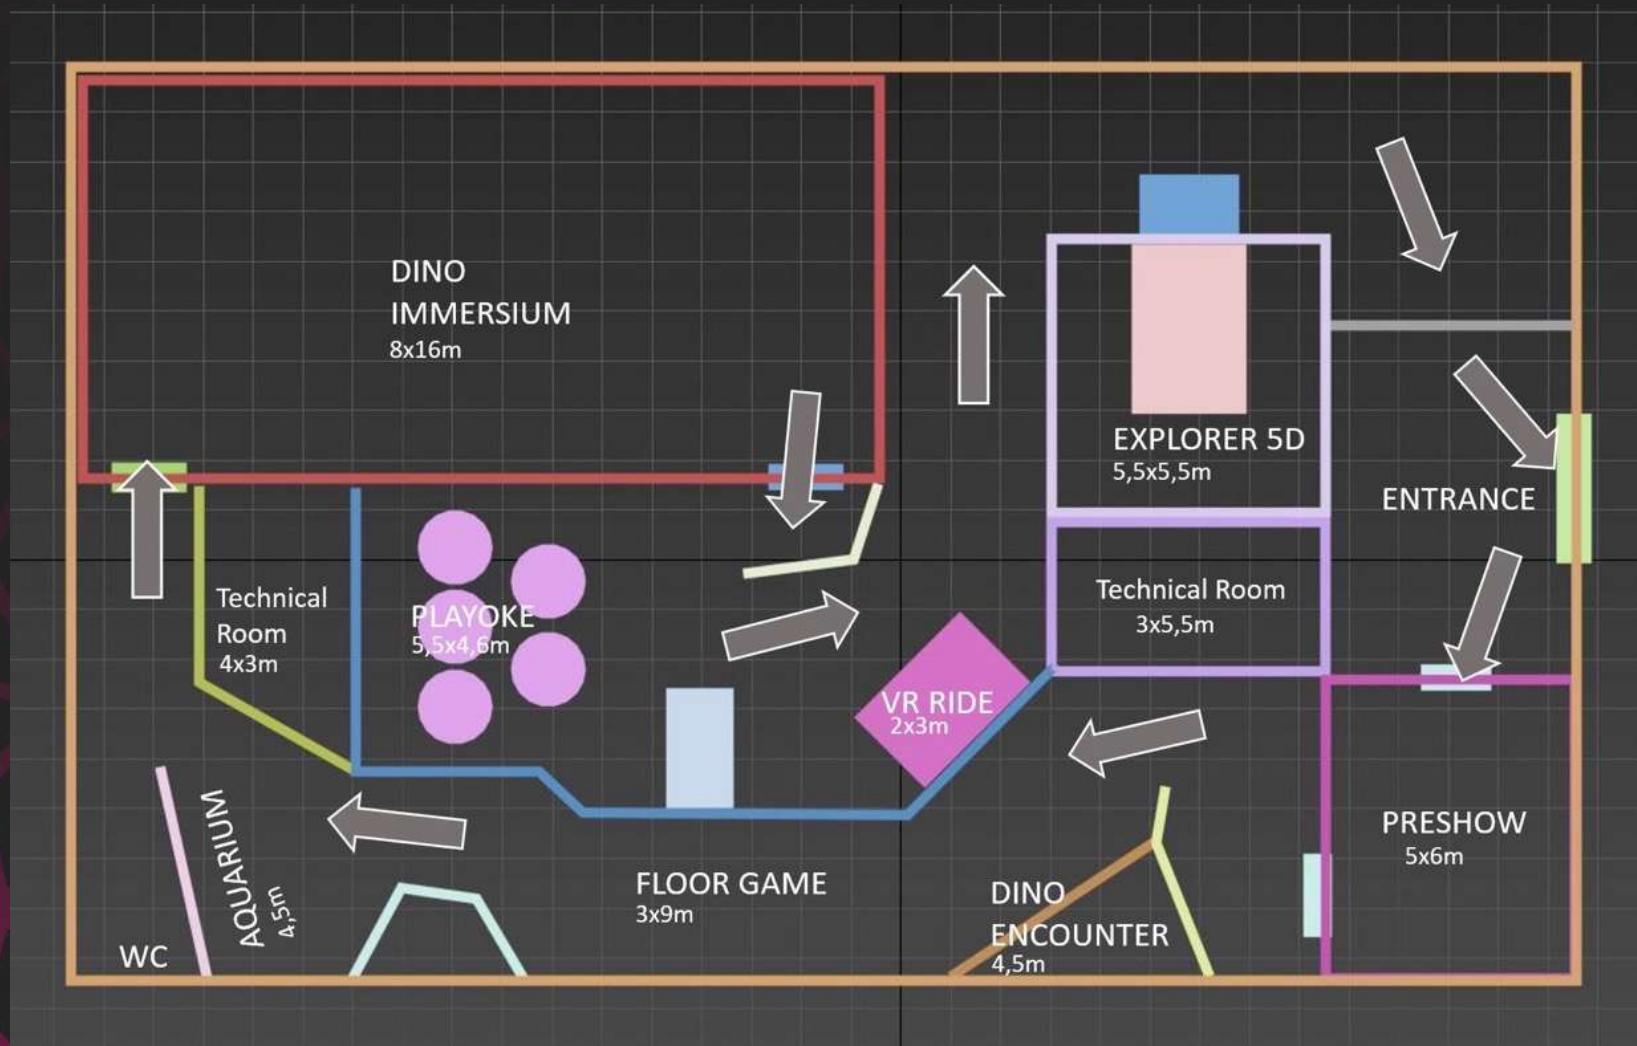 DINO
IMMERSIUM
8x16m
EXPLORER 5D
5,5x5,5m
ENTRANCE
Technical
Room
4x3m
PLAYOKE
5,5x4,6m
Technical Room
3x5,5m
VR RIDE
2x3m
PRESHOW
5x6m
AQUARIUM
4,5m
WC
FLOOR GAME
3x9m
DINO
ENCOUNTER
4,5m